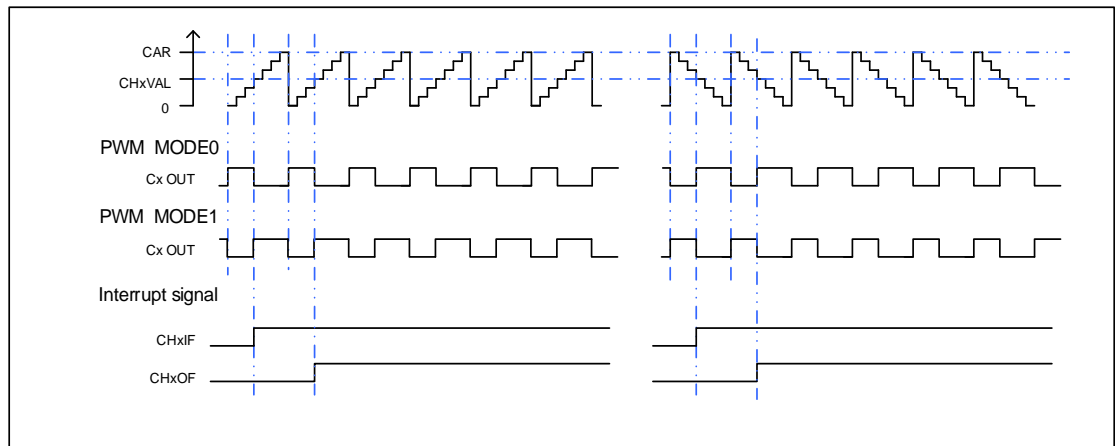 CAR
CHxVAL
0
PWM MODE0
Cx OUT
PWM MODE1
Cx OUT
Interrupt signal
CHxIF
CHxOF